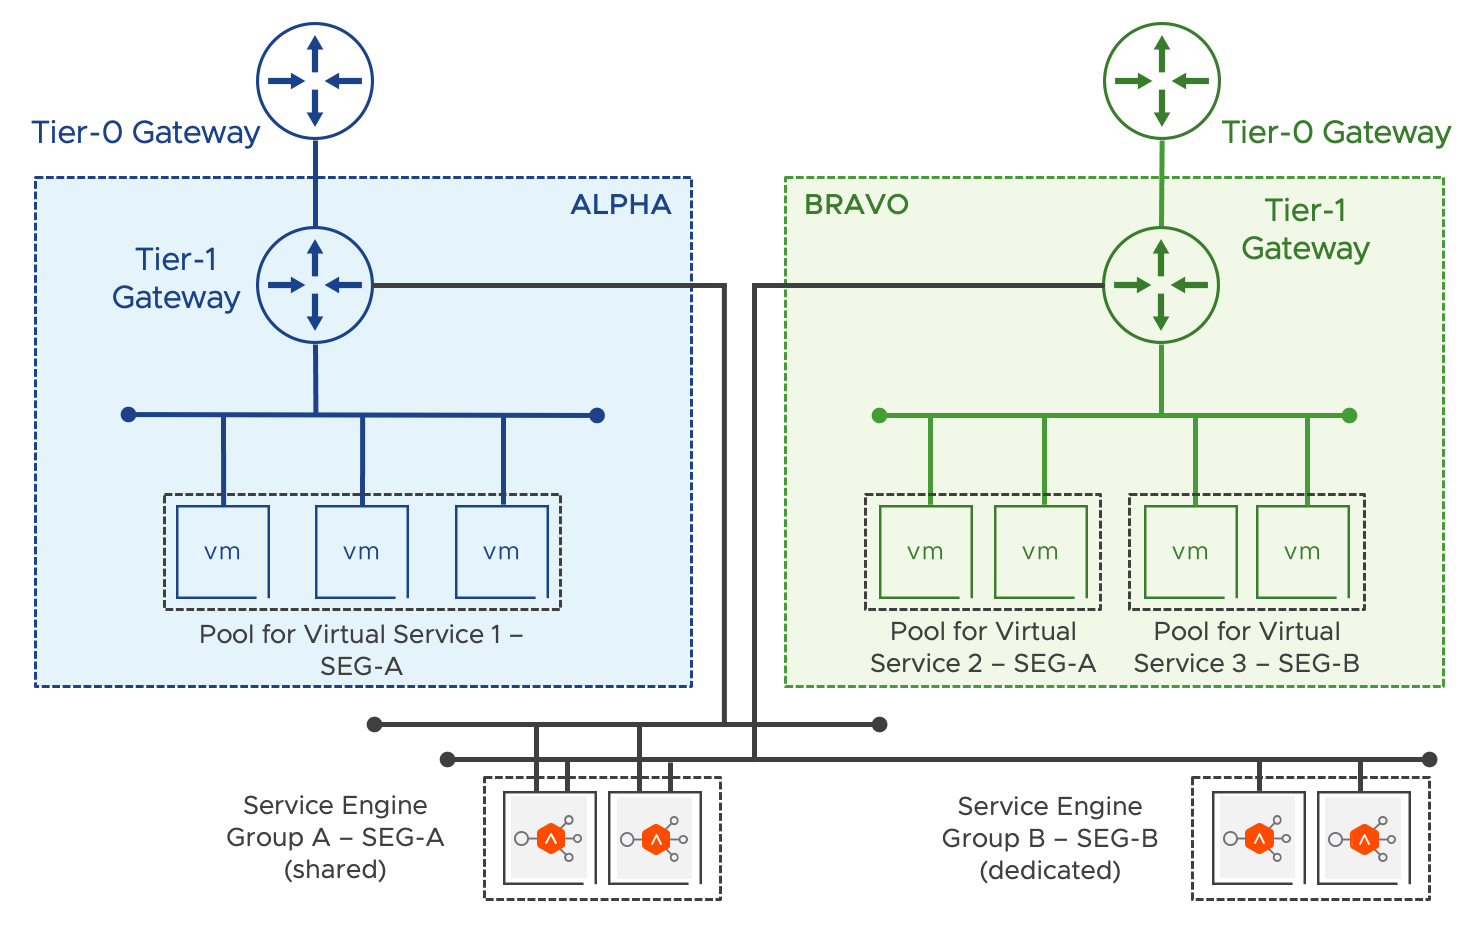 Tier-0 Gateway
Tier-0 Gateway
ALPHA
BRAVO
Tier-1
Gateway
Tier-1
Gateway
vm
vm
vm
vm
vm
vm
vm
Pool for Virtual Service 1 –
SEG-A
Pool for Virtual
Service 2 – SEG-A
Pool for Virtual
Service 3 – SEG-B
Service Engine
Group A – SEG-A
(shared)
Service Engine
Group B – SEG-B
(dedicated)